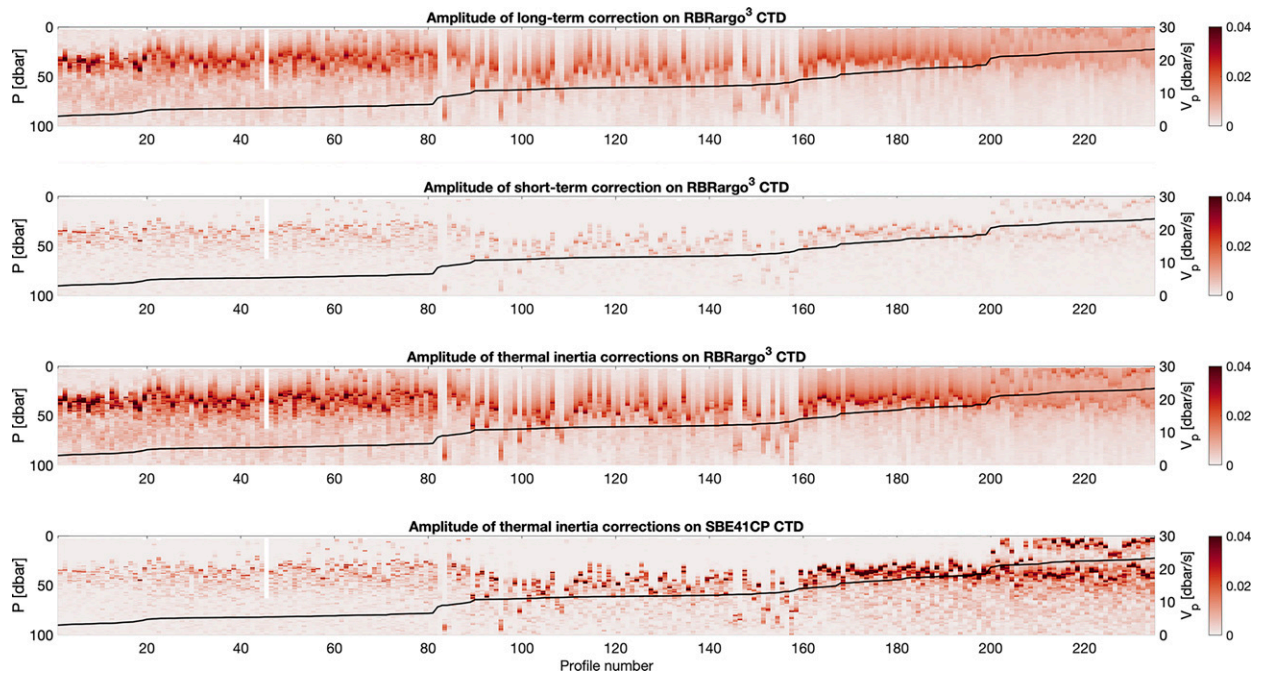 Amplitude of long-term correction on RBRargo³ CTD
0 50 100
P [dbar]
30 20 10 0
V_p [dbar/s]
0.04 0.02 0
20 40 60 80 100 120 140 160 180 200 220
Amplitude of short-term correction on RBRargo³ CTD
0 50 100
P [dbar]
30 20 10 0
V_p [dbar/s]
0.04 0.02 0
20 40 60 80 100 120 140 160 180 200 220
Amplitude of thermal inertia corrections on RBRargo³ CTD
0 50 100
P [dbar]
30 20 10 0
V_p [dbar/s]
0.04 0.02 0
20 40 60 80 100 120 140 160 180 200 220
Amplitude of thermal inertia corrections on SBE41CP CTD
0 50 100
P [dbar]
30 20 10 0
V_p [dbar/s]
0.04 0.02 0
20 40 60 80 100 120 140 160 180 200 220
Profile number